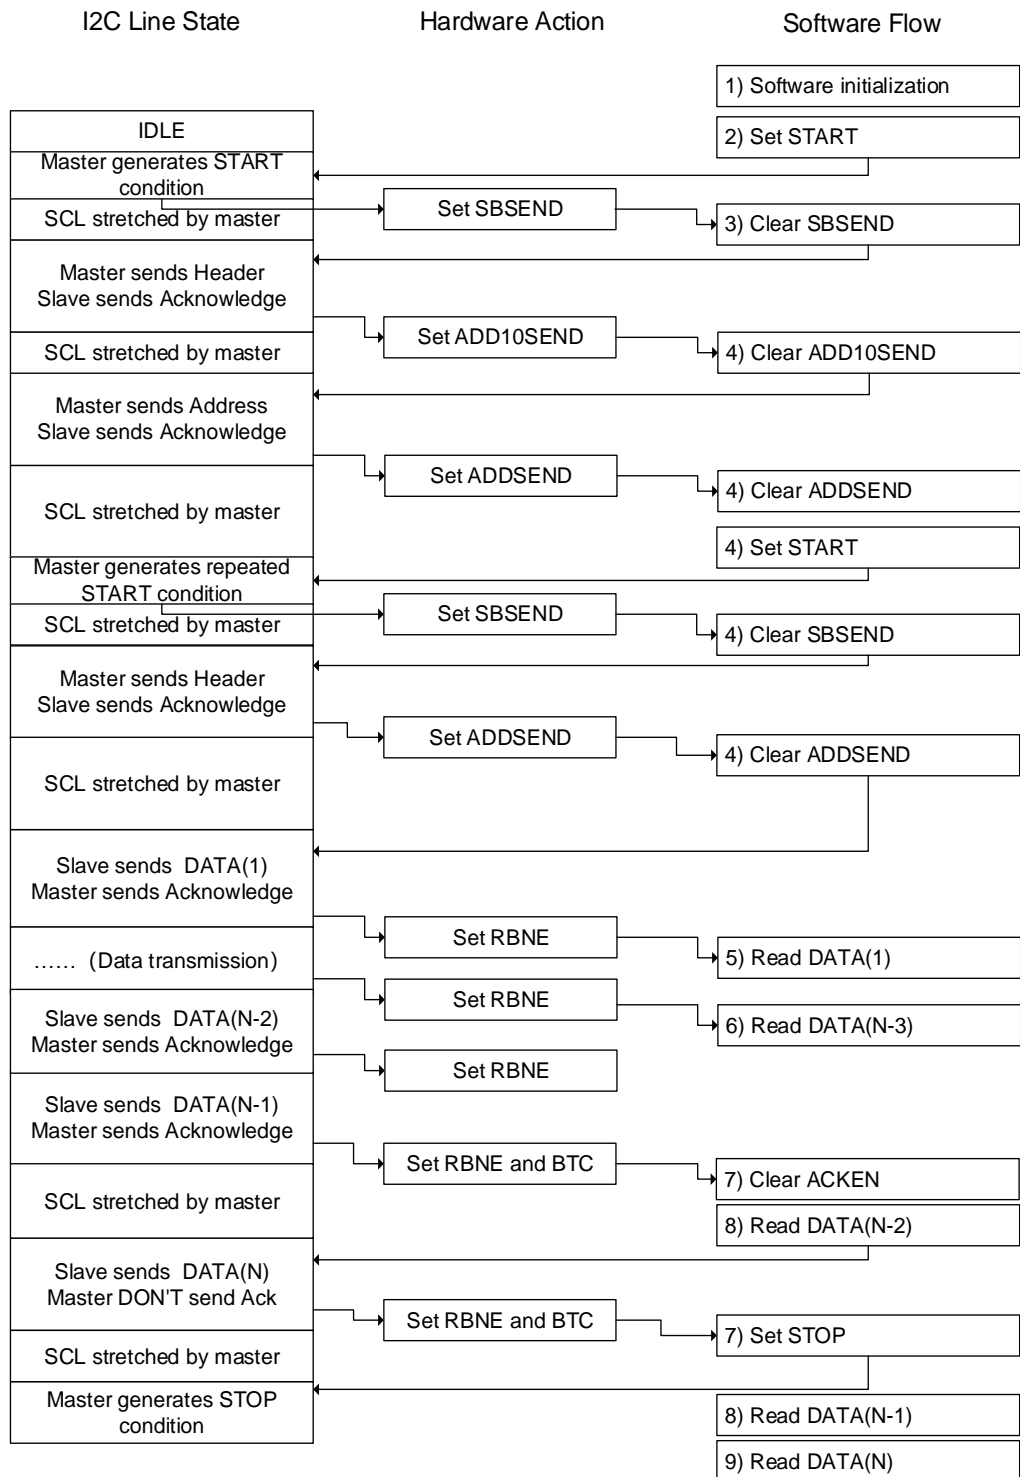 I2C Line State
Hardware Action
Software Flow
1) Software initialization
IDLE
2) Set START
Master generates START
condition
Set SBSEND
SCL stretched by master
3) Clear SBSEND
Master sends Header
Slave sends Acknowledge
Set ADD10SEND
SCL stretched by master
4) Clear ADD10SEND
Master sends Address
Slave sends Acknowledge
Set ADDSEND
4) Clear ADDSEND
SCL stretched by master
4) Set START
Master generates repeated
START condition
Set SBSEND
SCL stretched by master
4) Clear SBSEND
Master sends Header
Slave sends Acknowledge
Set ADDSEND
4) Clear ADDSEND
SCL stretched by master
Slave sends DATA(1)
Master sends Acknowledge
Set RBNE
5) Read DATA(1)
…… (Data transmission)
Set RBNE
6) Read DATA(N-3)
Slave sends DATA(N-2)
Master sends Acknowledge
Set RBNE
Slave sends DATA(N-1)
Master sends Acknowledge
Set RBNE and BTC
7) Clear ACKEN
SCL stretched by master
8) Read DATA(N-2)
Slave sends DATA(N)
Master DON'T send Ack
Set RBNE and BTC
7) Set STOP
SCL stretched by master
Master generates STOP
condition
8) Read DATA(N-1)
9) Read DATA(N)